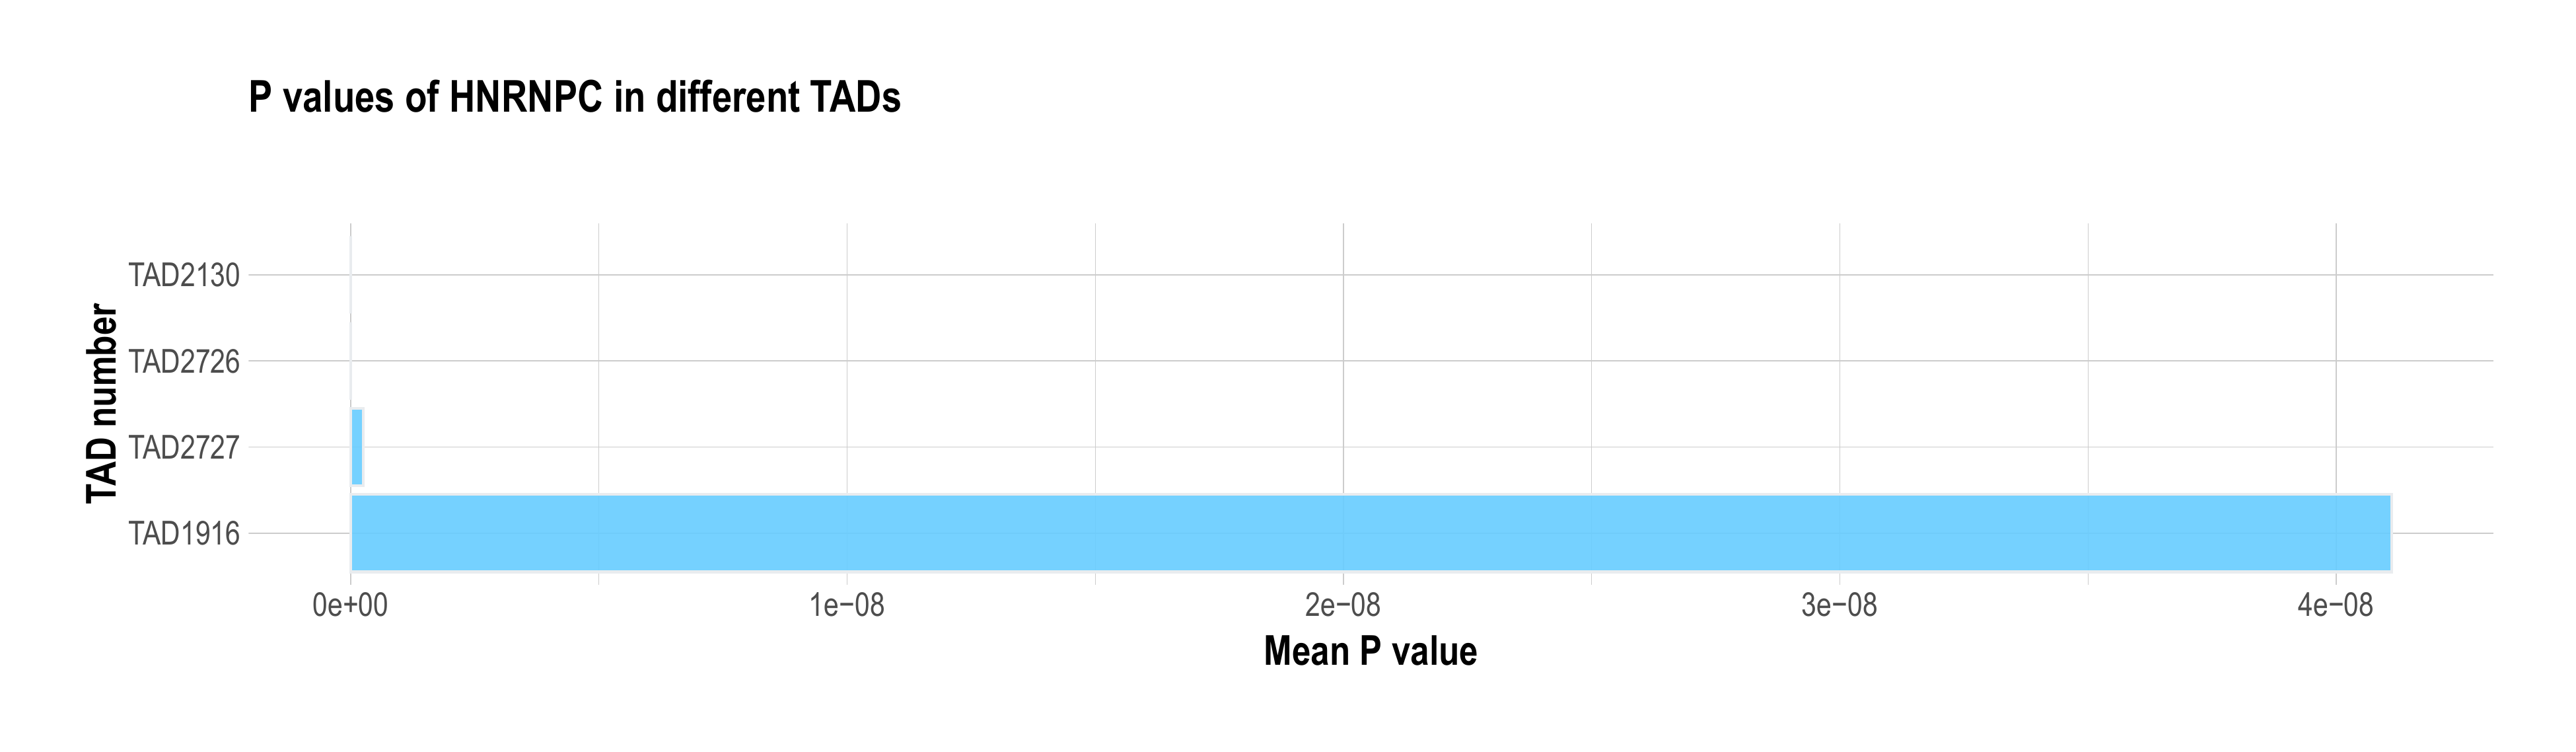 P values of HNRNPC in different TADs
TAD number
TAD2130
TAD2726
TAD2727
TAD1916
0e+00 1e−08 2e−08 3e−08 4e−08
Mean P value